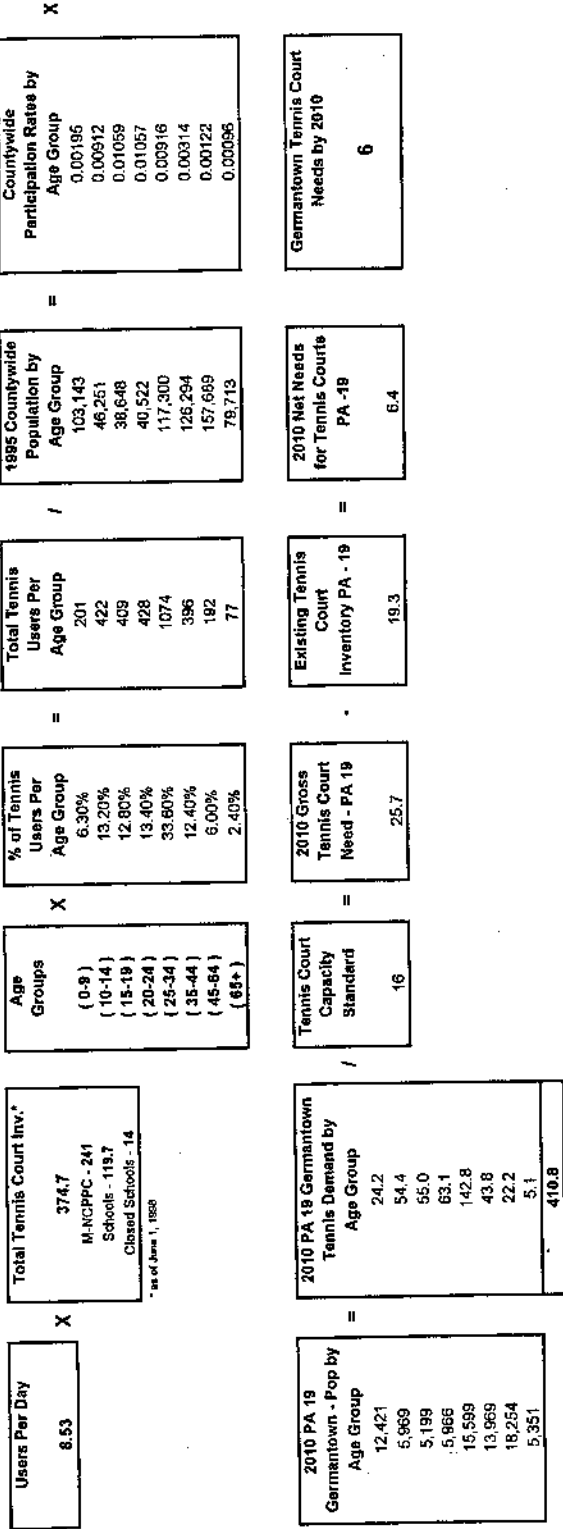 Users Per Day
8.53
X
Total Tennis Court Inv.*
374.7
M-NCPPC - 241
Schools - 119.7
Closed Schools - 14
* as of June 1, 1998
Age
Groups
( 0-9 )
( 10-14 )
( 15-19 )
( 20-24 )
( 25-34 )
( 35-44 )
( 45-64 )
( 65+ )
X
% of Tennis
Users Per
Age Group
6.30%
13.20%
12.80%
13.40%
33.60%
12.40%
6.00%
2.40%
=
Total Tennis
Users Per
Age Group
201
422
409
428
1074
396
192
77
/
1995 Countywide
Population by
Age Group
103,143
46,251
38,648
40,522
117,300
126,294
157,689
79,713
=
Countywide
Participation Rates by
Age Group
0.00195
0.00912
0.01059
0.01057
0.00916
0.00314
0.00122
0.00096
X
2010 PA 19
Germantown - Pop by
Age Group
12,421
5,969
5,199
5,966
15,599
13,969
18,254
5,351
=
2010 PA 19 Germantown
Tennis Demand by
Age Group
24.2
54.4
55.0
63.1
142.8
43.8
22.2
5.1
410.8
/
Tennis Court
Capacity
Standard
16
=
2010 Gross
Tennis Court
Need - PA 19
25.7
-
Existing Tennis
Court
Inventory PA - 19
19.3
=
2010 Net Needs
for Tennis Courts
PA -19
6.4
Germantown Tennis Court
Needs by 2010
6